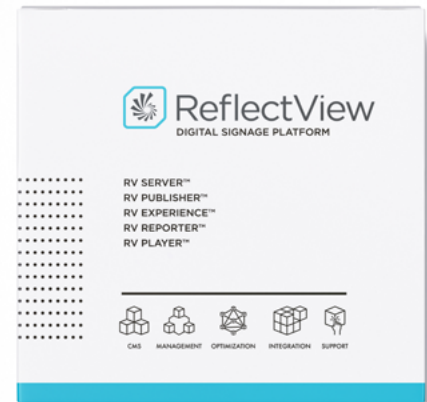 ReflectView
DIGITAL SIGNAGE PLATFORM
RV SERVER™
RV PUBLISHER™
RV EXPERIENCE™
RV REPORTER™
RV PLAYER™
CMS MANAGEMENT OPTIMIZATION INTEGRATION SUPPORT